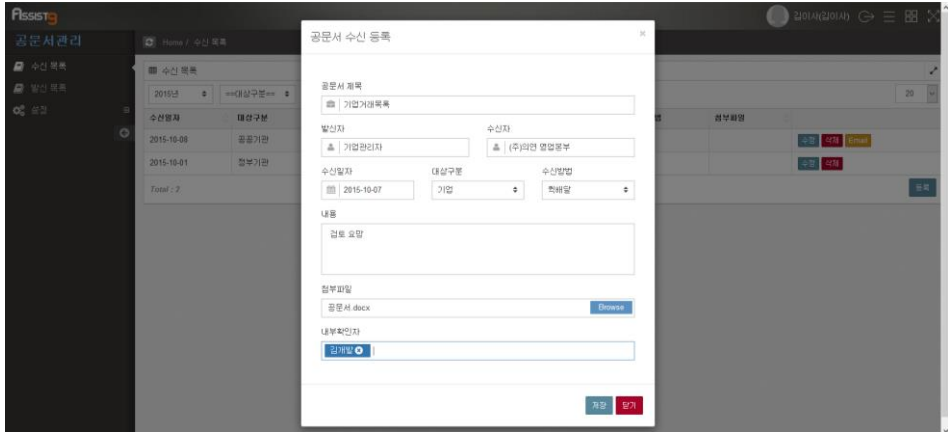 Assist9
김이사(김이사)
공문서관리
Home / 수신 목록
수신 목록
발신 목록
설정
수신 목록
2015년
==대상구분==
20
수신일자
대상구분
첨부파일
2015-10-08
공공기관
수정 삭제 Email
2015-10-01
정부기관
수정 삭제
Total : 2
등록
공문서 수신 등록
×
공문서 제목
기업거래목록
발신자
수신자
기업관리자
(주)의연 영업본부
수신일자
대상구분
수신방법
2015-10-07
기업
퀵배달
내용
검토 요망
첨부파일
공문서.docx
Browse
내부확인자
김개발
저장
닫기